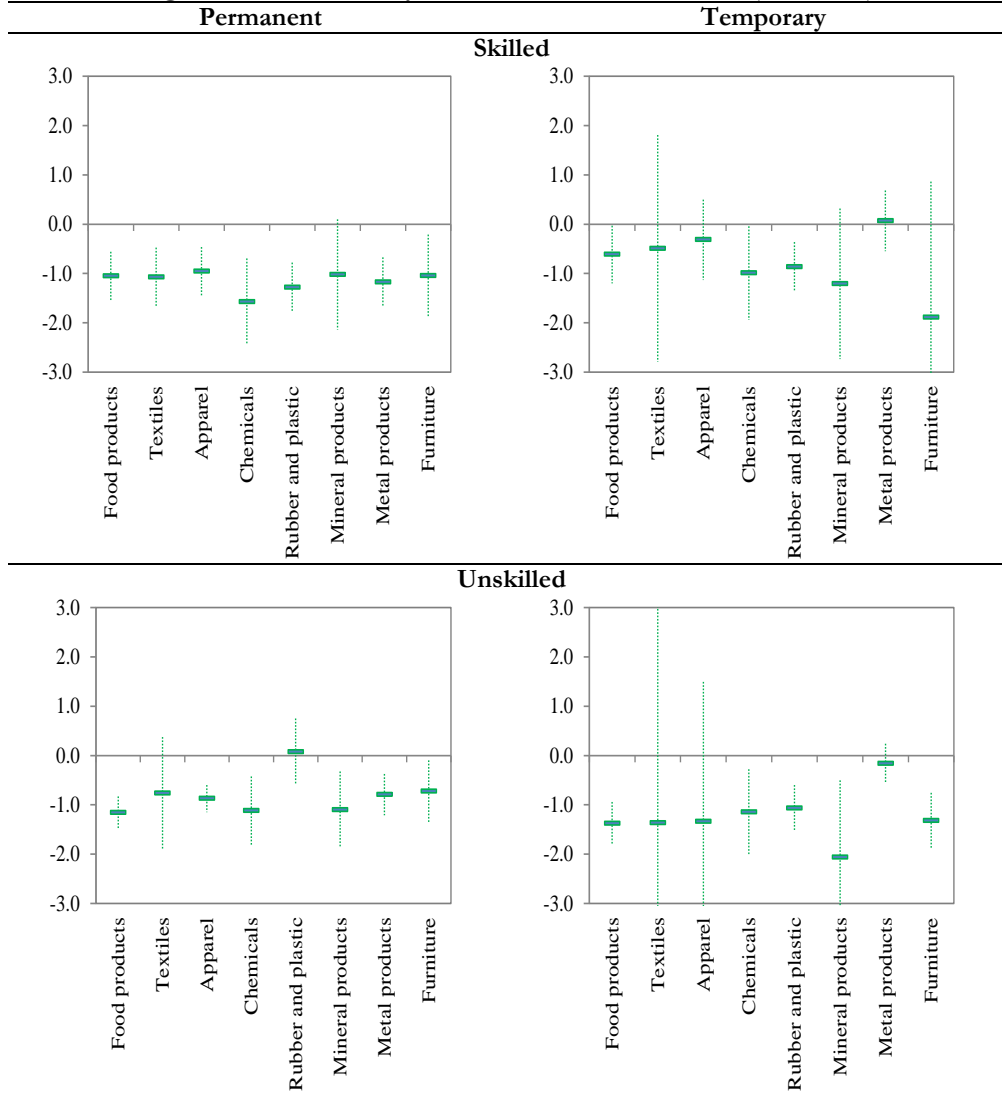 Permanent Temporary
Skilled
3.0 3.0
2.0 2.0
1.0 1.0
0.0 0.0
-1.0 -1.0
-2.0 -2.0
-3.0 -3.0
Food products
Textiles
Apparel
Chemicals
Rubber and plastic
Mineral products
Metal products
Furniture
Food products
Textiles
Apparel
Chemicals
Rubber and plastic
Mineral products
Metal products
Furniture
Unskilled
3.0 3.0
2.0 2.0
1.0 1.0
0.0 0.0
-1.0 -1.0
-2.0 -2.0
-3.0 -3.0
Food products
Textiles
Apparel
Chemicals
Rubber and plastic
Mineral products
Metal products
Furniture
Food products
Textiles
Apparel
Chemicals
Rubber and plastic
Mineral products
Metal products
Furniture